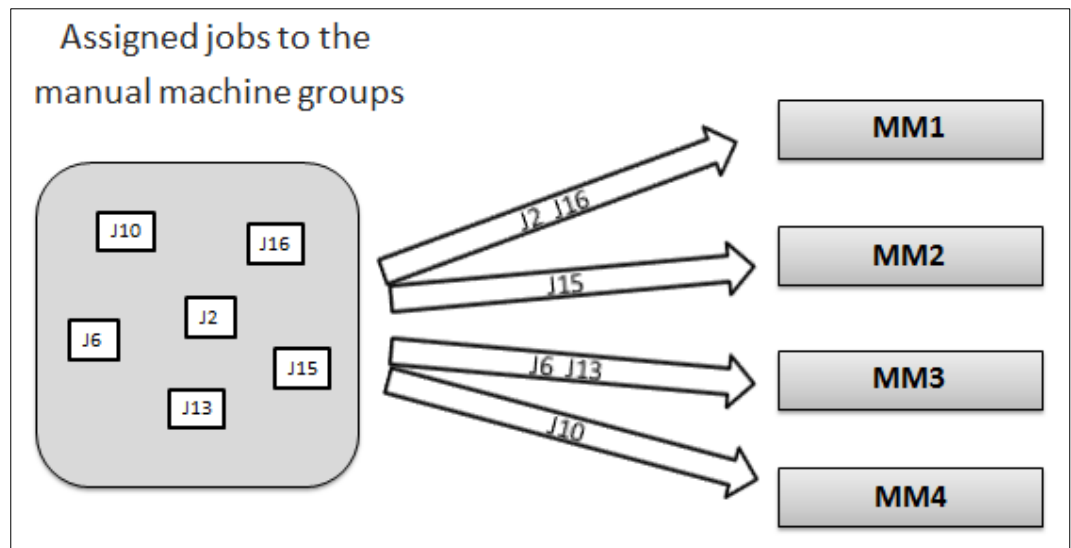 Assigned jobs to the
manual machine groups
J10
J16
J2
J6
J15
J13
J2 J16
J15
J6 J13
J10
MM1
MM2
MM3
MM4